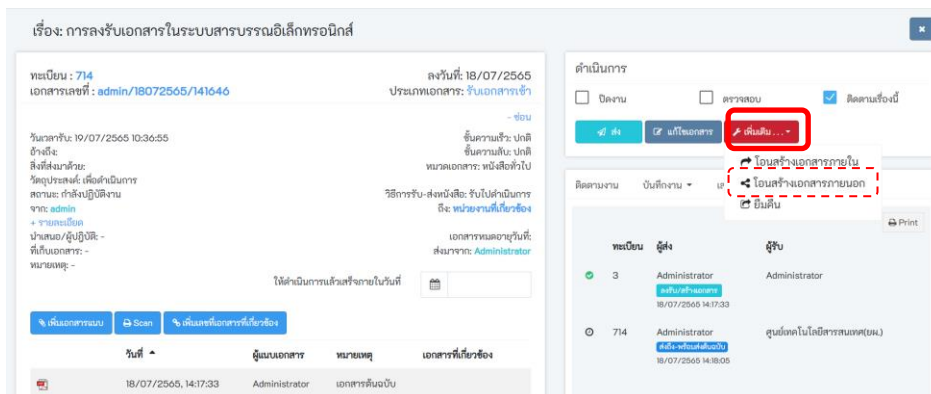 เรื่อง: การลงรับเอกสารในระบบสารบรรณอิเล็กทรอนิกส์
×
ทะเบียน : 714
ลงวันที่: 18/07/2565
เอกสารเลขที่ : admin/18072565/141646
ประเภทเอกสาร: รับเอกสารเข้า
- ซ่อน
วันเวลารับ: 19/07/2565 10:36:55
ชั้นความเร็ว: ปกติ
อ้างถึง:
ชั้นความลับ: ปกติ
สิ่งที่ส่งมาด้วย:
หมวดเอกสาร: หนังสือทั่วไป
วัตถุประสงค์: เพื่อดำเนินการ
สถานะ: กำลังปฏิบัติงาน
วิธีการรับ-ส่งหนังสือ: รับไปดำเนินการ
จาก: admin
ถึง: หน่วยงานที่เกี่ยวข้อง
+ รายละเอียด
นำเสนอ/ผู้ปฏิบัติ: -
เอกสารหมดอายุวันที่:
ที่เก็บเอกสาร: -
ส่งมาจาก: Administrator
หมายเหตุ: -
ให้ดำเนินการแล้วเสร็จภายในวันที่
เพิ่มเอกสารแนบ
Scan
เพิ่มเลขที่เอกสารที่เกี่ยวข้อง
วันที่
ผู้แนบเอกสาร
หมายเหตุ
เอกสารที่เกี่ยวข้อง
18/07/2565, 14:17:33
Administrator
เอกสารต้นฉบับ
ดำเนินการ
ปิดงาน
ตรวจสอบ
ติดตามเรื่องนี้
ส่ง
แก้ไขเอกสาร
เพิ่มเติม...
โอนสร้างเอกสารภายใน
โอนสร้างเอกสารภายนอก
ยืมคืน
ติดตามงาน
บันทึกงาน
Print
ทะเบียน
ผู้ส่ง
ผู้รับ
3
Administrator
Administrator
ลงรับ/สร้างเอกสาร
18/07/2565 14:17:33
714
Administrator
ศูนย์เทคโนโลยีสารสนเทศ(ยผ.)
ส่งถึง-พร้อมส่งต้นฉบับ
18/07/2565 14:18:05